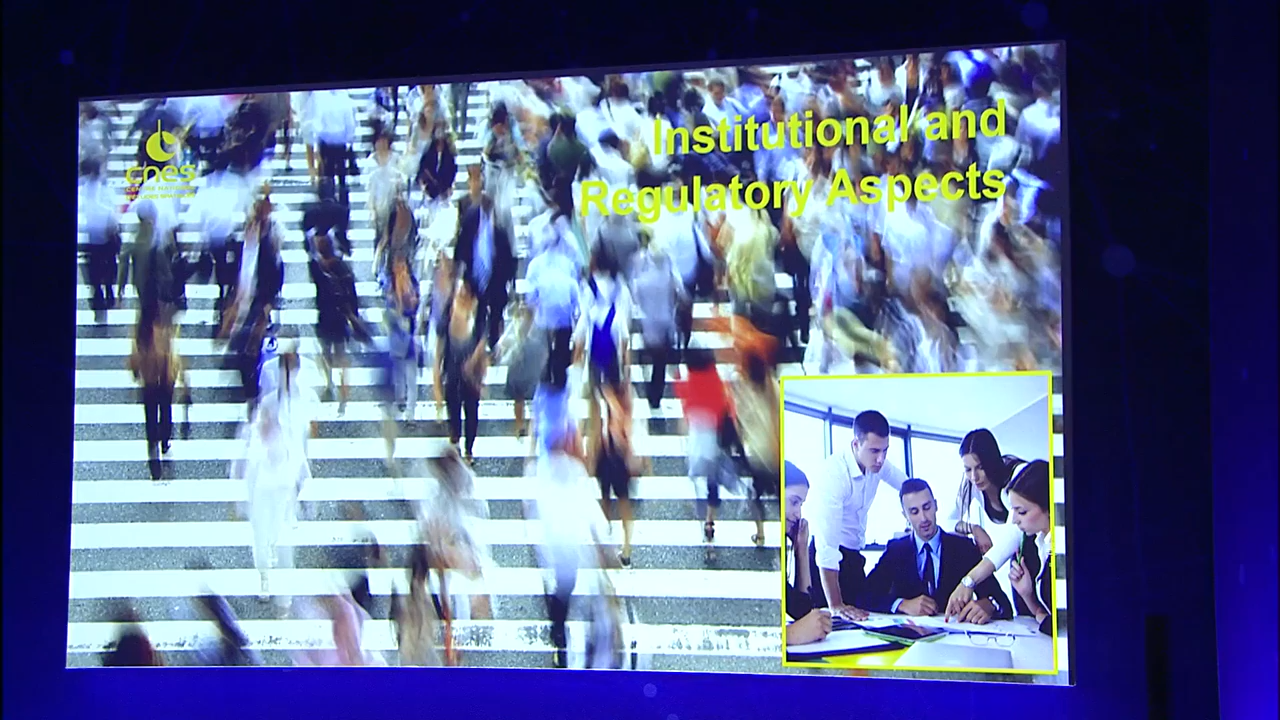 cnes
Institutional and
Regulatory Aspects